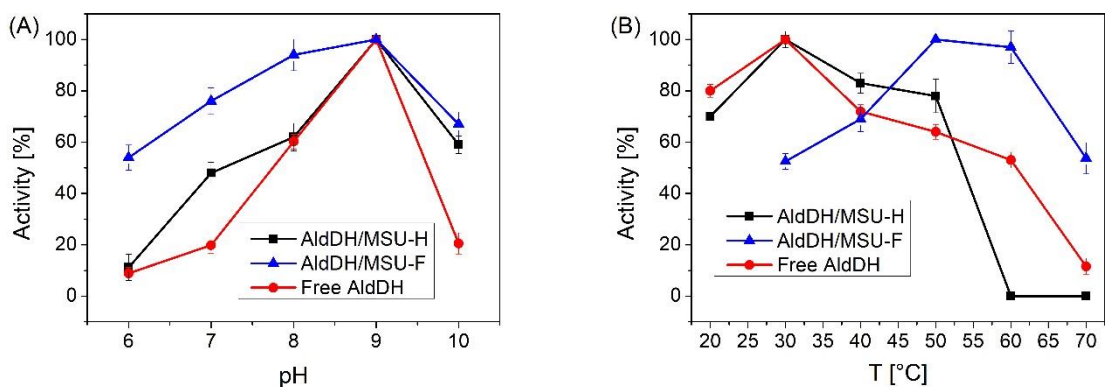 (A)
Activity [%]
100
80
60
40
20
0
AldDH/MSU-H
AldDH/MSU-F
Free AldDH
6 7 8 9 10
pH
(B)
Activity [%]
100
80
60
40
20
0
AldDH/MSU-H
AldDH/MSU-F
Free AldDH
20 25 30 35 40 45 50 55 60 65 70
T [°C]